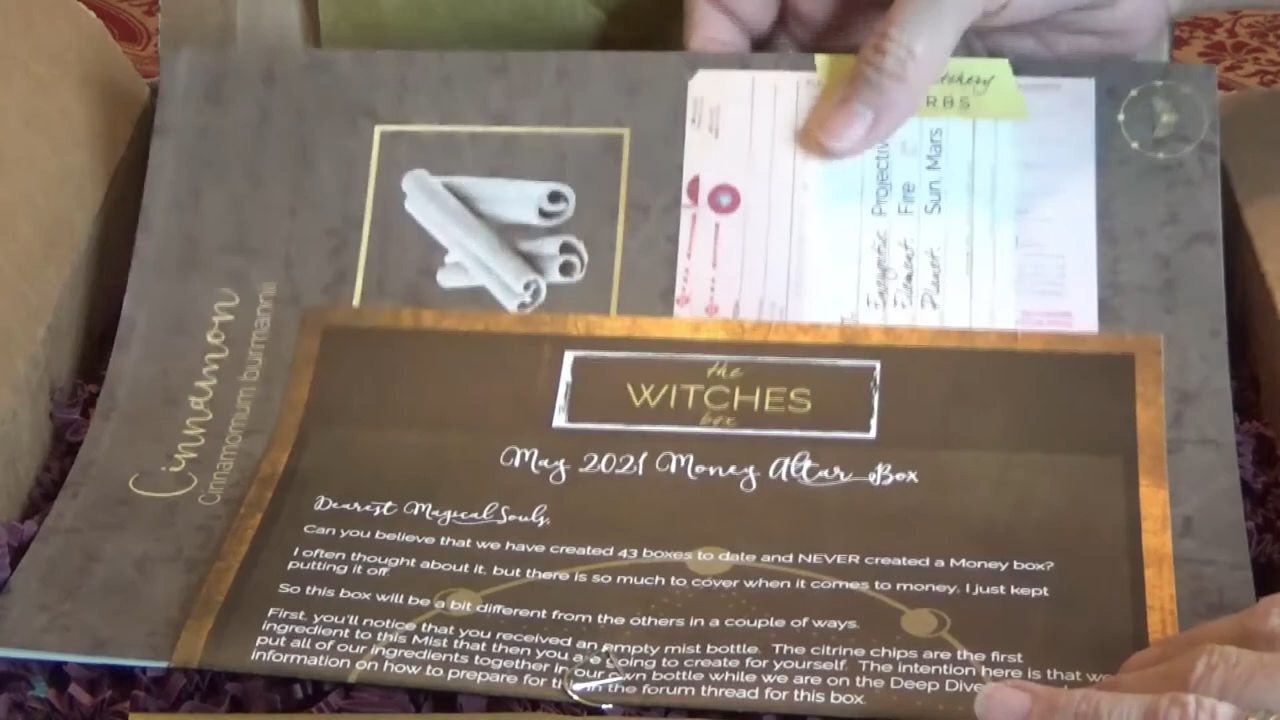 Cinnamon
Cinnamomum burmannii
RBS
Energetic
Element Fire
Planet Sun, Mars
the
WITCHES
box
May 2021 Money Altar Box
Dearest Magical Souls,
Can you believe that we have created 43 boxes to date and NEVER created a Money box?
I often thought about it, but there is so much to cover when it comes to money, I just kept
putting it off.
So this box will be a bit different from the others in a couple of ways.
First, you'll notice that you received an empty mist bottle. The citrine chips are the first
ingredient to this Mist that then you are going to create for yourself. The intention here is that we
put all of our ingredients together in our own bottle while we are on the Deep Dive
information on how to prepare for in the forum thread for this box.